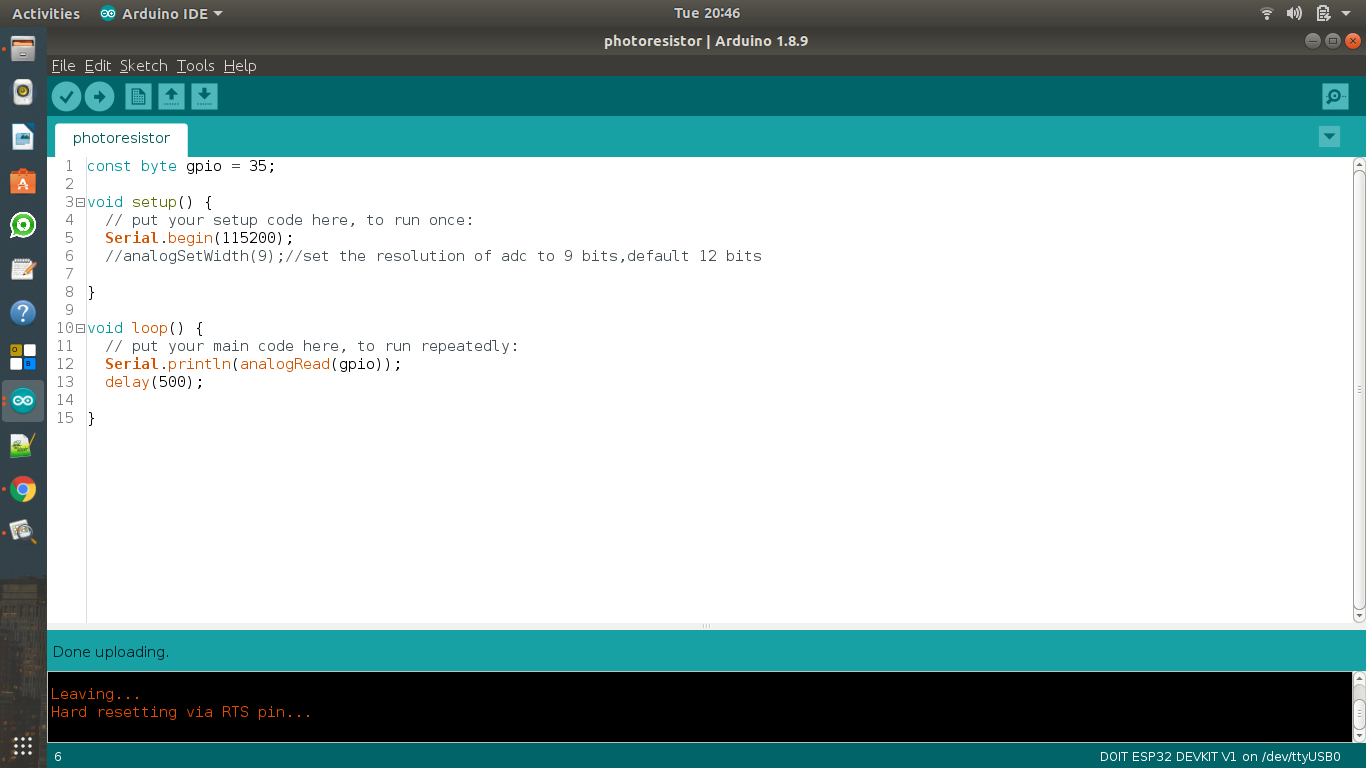 Activities Arduino IDE Tue 20:46
photoresistor | Arduino 1.8.9
File Edit Sketch Tools Help
photoresistor
1 const byte gpio = 35;
2
3 void setup() {
4 // put your setup code here, to run once:
5 Serial.begin(115200);
6 //analogSetWidth(9);//set the resolution of adc to 9 bits,default 12 bits
7
8 }
9
10 void loop() {
11 // put your main code here, to run repeatedly:
12 Serial.println(analogRead(gpio));
13 delay(500);
14
15 }
Done uploading.
Leaving...
Hard resetting via RTS pin...
6 DOIT ESP32 DEVKIT V1 on /dev/ttyUSB0